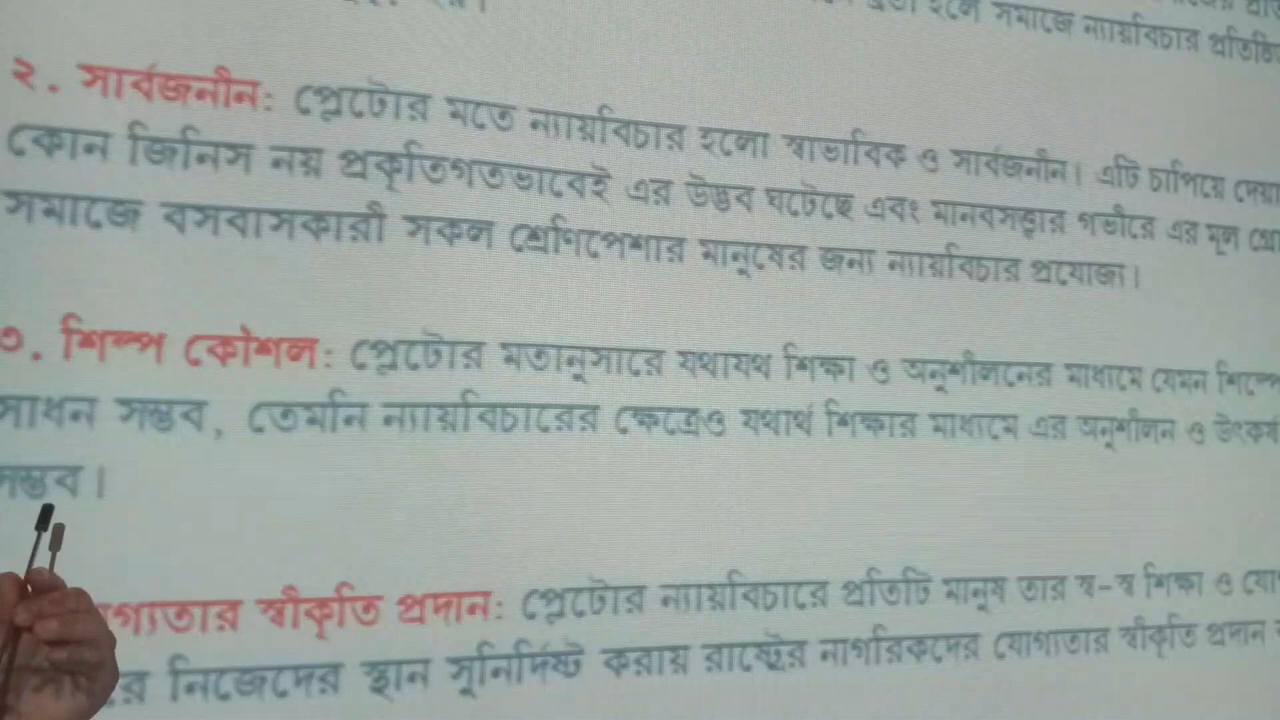 হলে সমাজে ন্যায়বিচার
২. সার্বজনীন: প্লেটোর মতে ন্যায়বিচার হলো স্বাভাবিক ও সার্বজনীন। এটি চাপিয়ে
কোন জিনিস নয় প্রকৃতিগতভাবেই এর উদ্ভব ঘটেছে এবং মানবসত্ত্বার গভীরে এর মূল
সমাজে বসবাসকারী সকল শ্রেণিপেশার মানুষের জন্য ন্যায়বিচার প্রযোজ্য।
৩. শিল্প কৌশল: প্লেটোর মতানুসারে যথাযথ শিক্ষা ও অনুশীলনের মাধ্যমে যেমন
সাধন সম্ভব, তেমনি ন্যায়বিচারের ক্ষেত্রেও যথার্থ শিক্ষার মাধ্যমে এর অনুশীলন ও
সম্ভব।
স্বীকৃতি প্রদান: প্লেটোর ন্যায়বিচারে প্রতিটি মানুষ তার স্ব-স্ব শিক্ষা ও
নিজেদের স্থান সুনির্দিষ্ট করায় রাষ্ট্রের নাগরিকদের যোগ্যতার স্বীকৃতি প্রদান